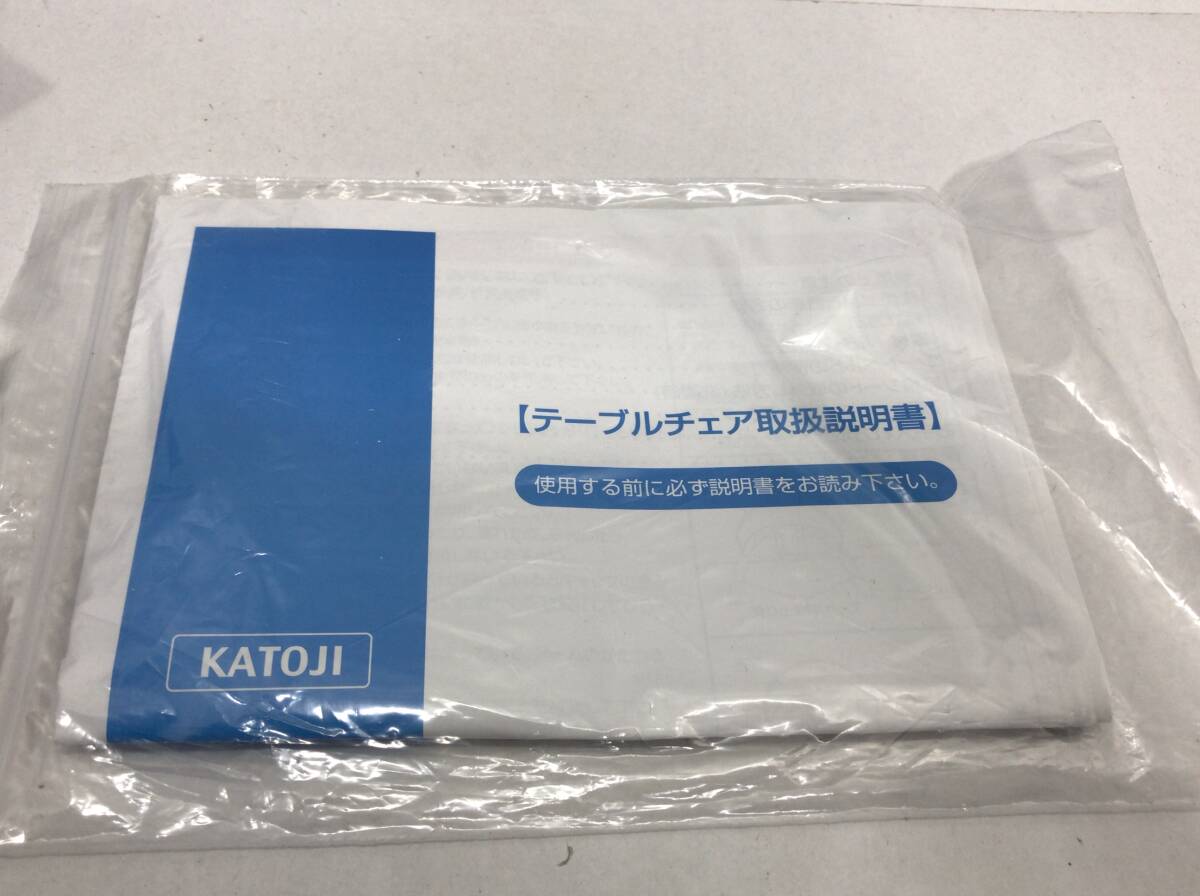 【テーブルチェア取扱説明書】
使用する前に必ず説明書をお読み下さい。
KATOJI